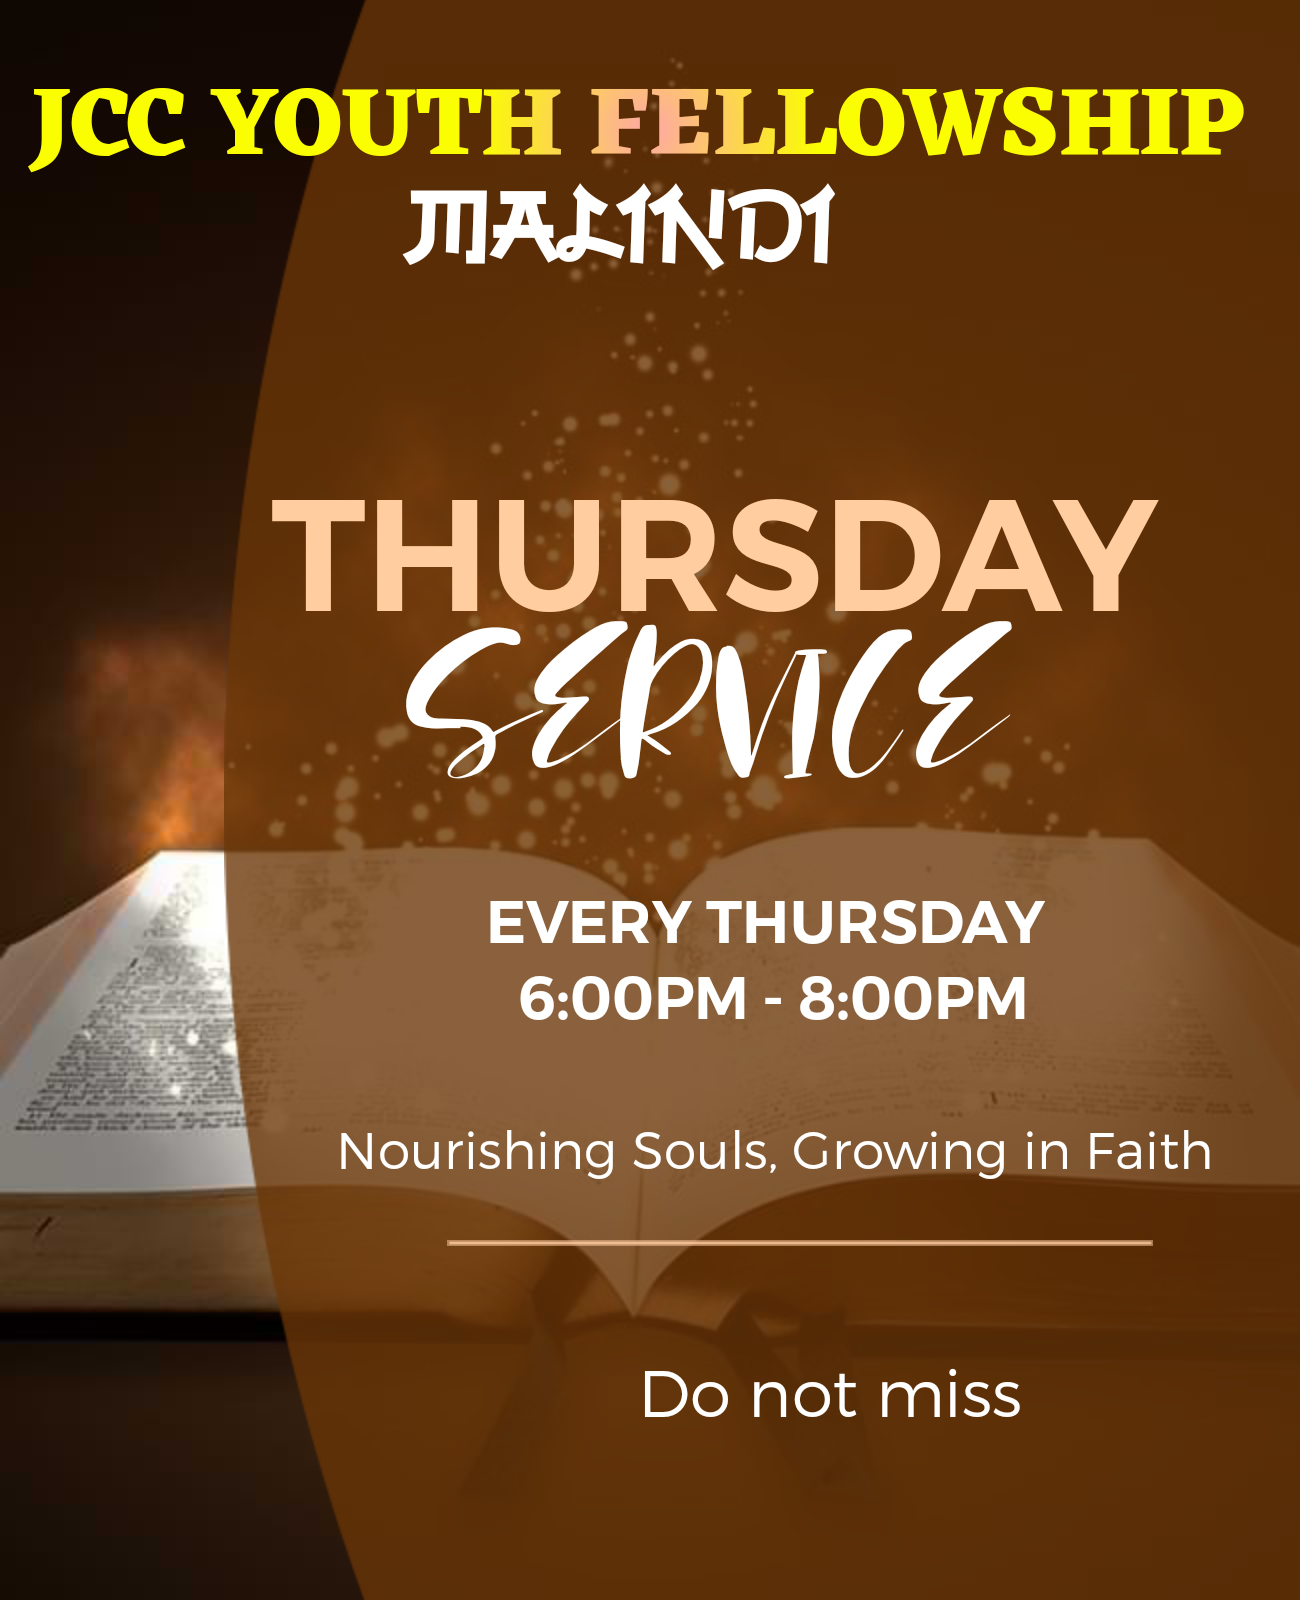 JCC YOUTH FELLOWSHIP
MALINDI
THURSDAY
SERVICE
EVERY THURSDAY
6:00PM - 8:00PM
Nourishing Souls, Growing in Faith
Do not miss